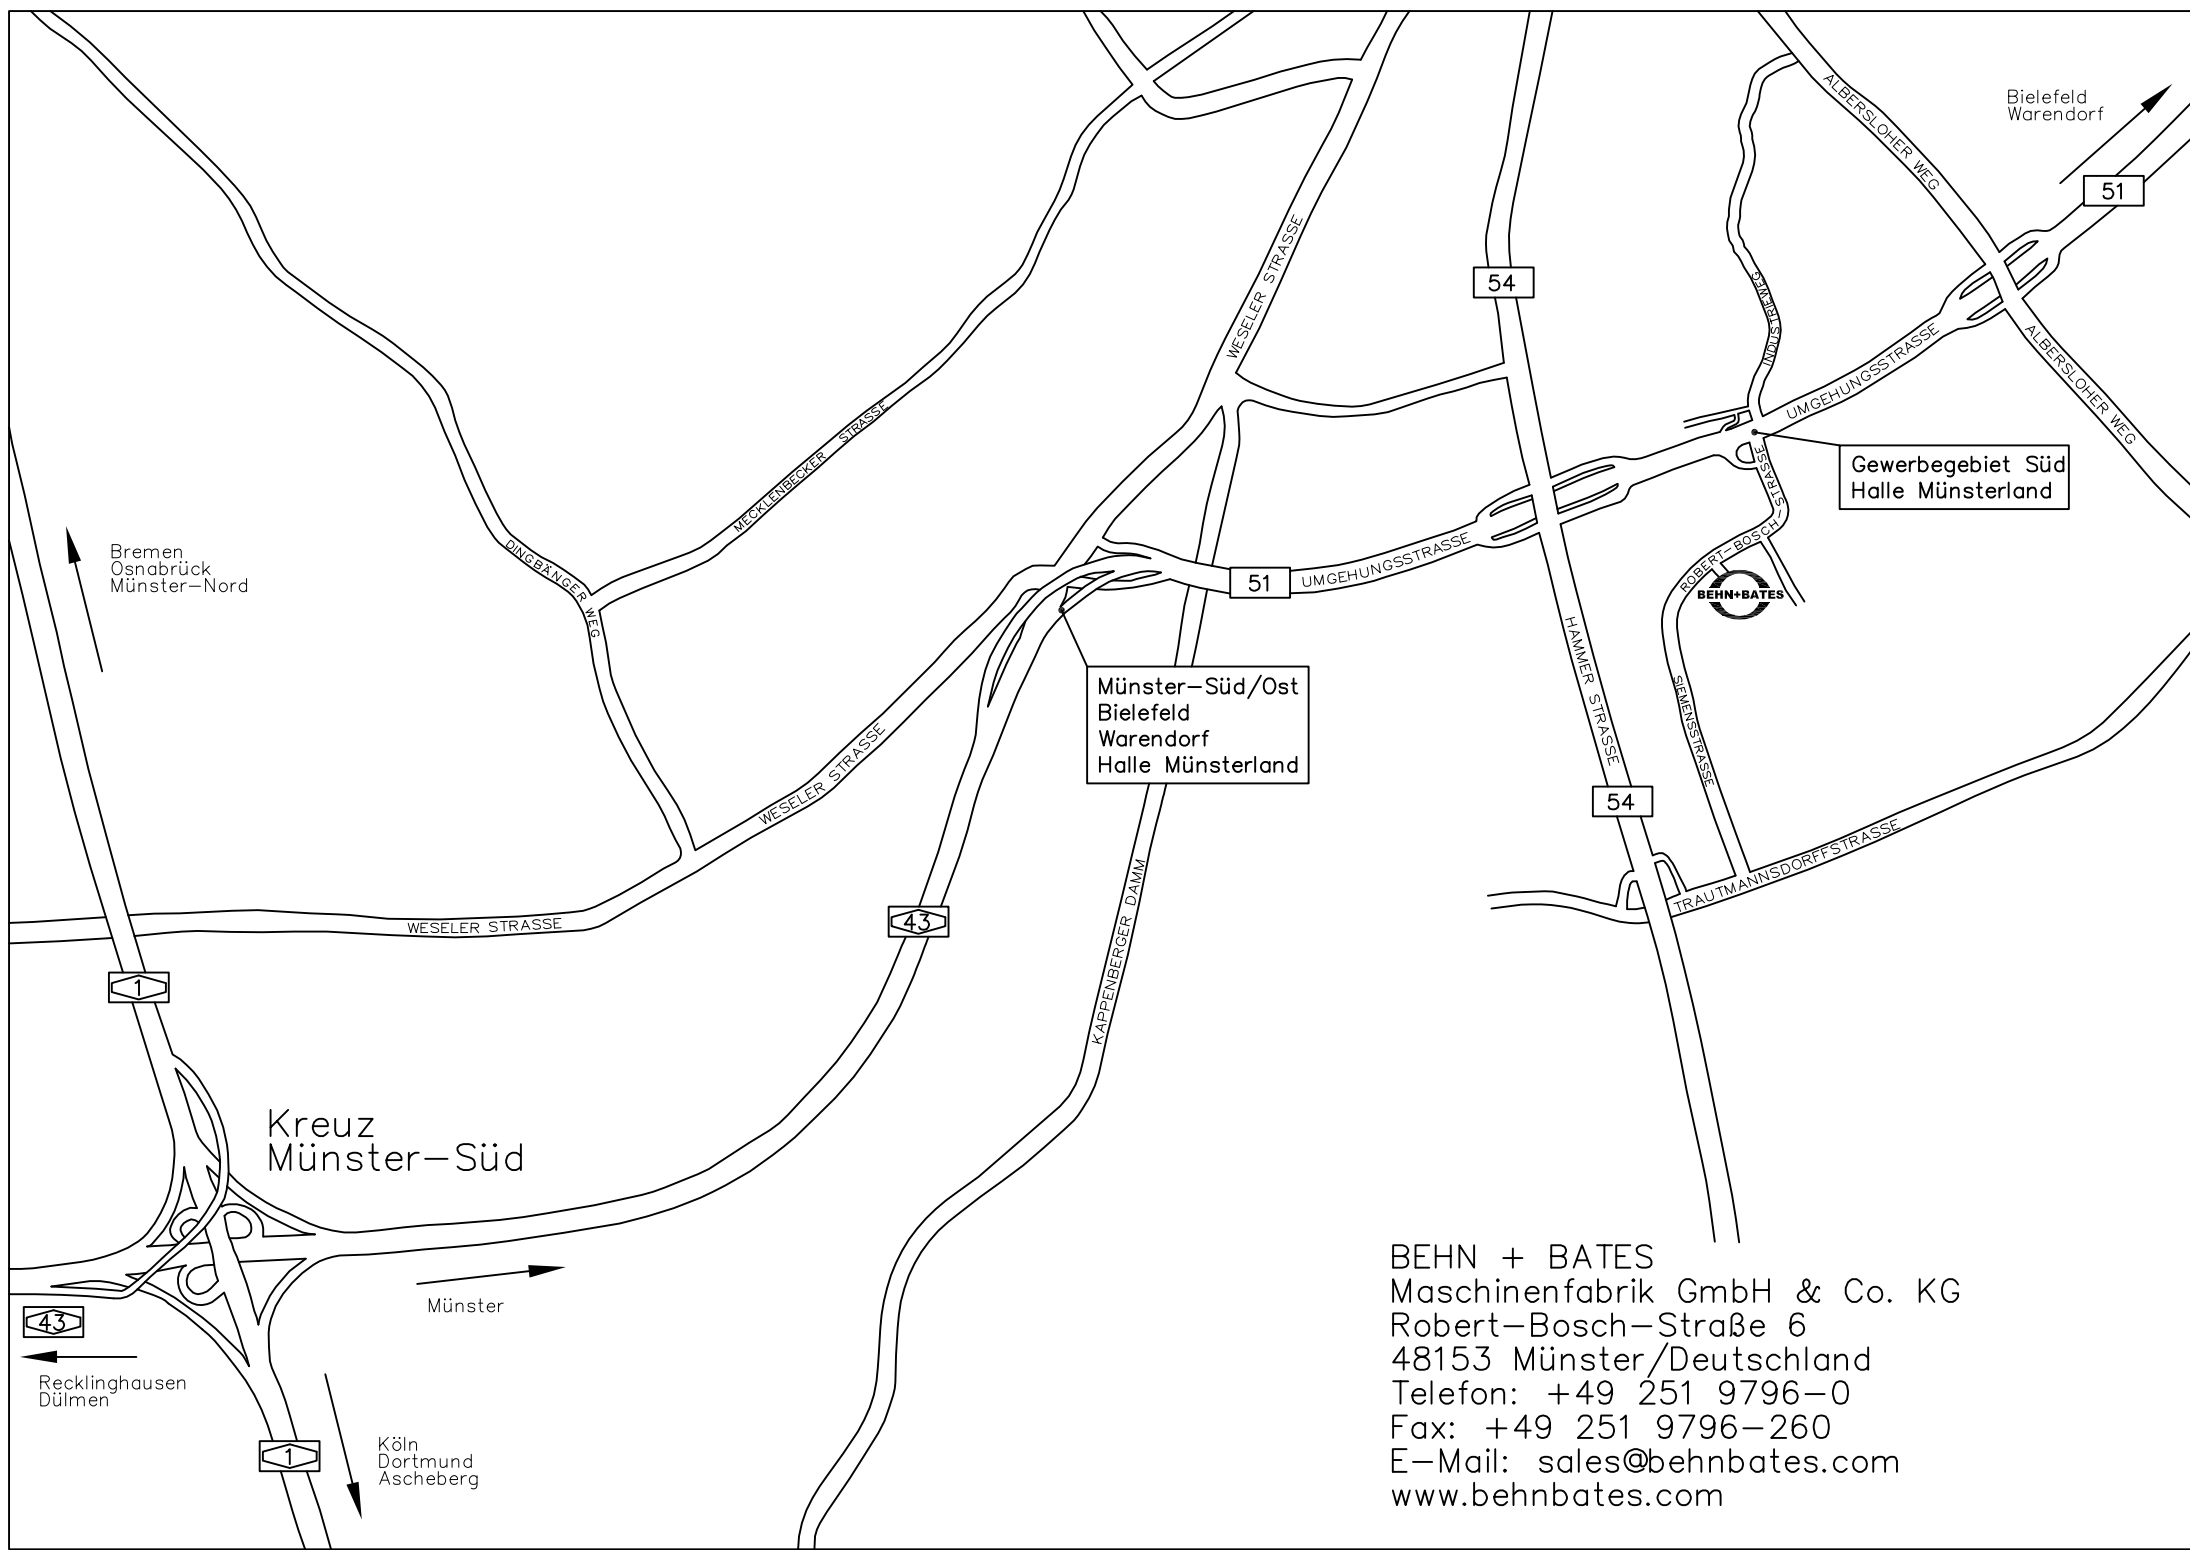 Bielefeld
Warendorf
51
ALBERSLOHER WEG
WESELER STRASSE
54
INDUSTRIEWEG
UMGEHUNGSSTRASSE
ALBERSLOHER WEG
MECKLENBECKER STRASSE
Gewerbegebiet Süd
Halle Münsterland
ROBERT-BOSCH-STRASSE
BEHN+BATES
DINGBÄNGER WEG
Bremen
Osnabrück
Münster-Nord
51
UMGEHUNGSSTRASSE
HAMMER STRASSE
Münster-Süd/Ost
Bielefeld
Warendorf
Halle Münsterland
SIEMENSSTRASSE
WESELER STRASSE
54
TRAUTMANNSDORFFSTRASSE
WESELER STRASSE
43
KAPPENBERGER DAMM
1
Kreuz
Münster-Süd
Münster
43
Recklinghausen
Dülmen
1
Köln
Dortmund
Ascheberg
BEHN + BATES
Maschinenfabrik GmbH & Co. KG
Robert-Bosch-Straße 6
48153 Münster/Deutschland
Telefon: +49 251 9796-0
Fax: +49 251 9796-260
E-Mail: sales@behnbates.com
www.behnbates.com